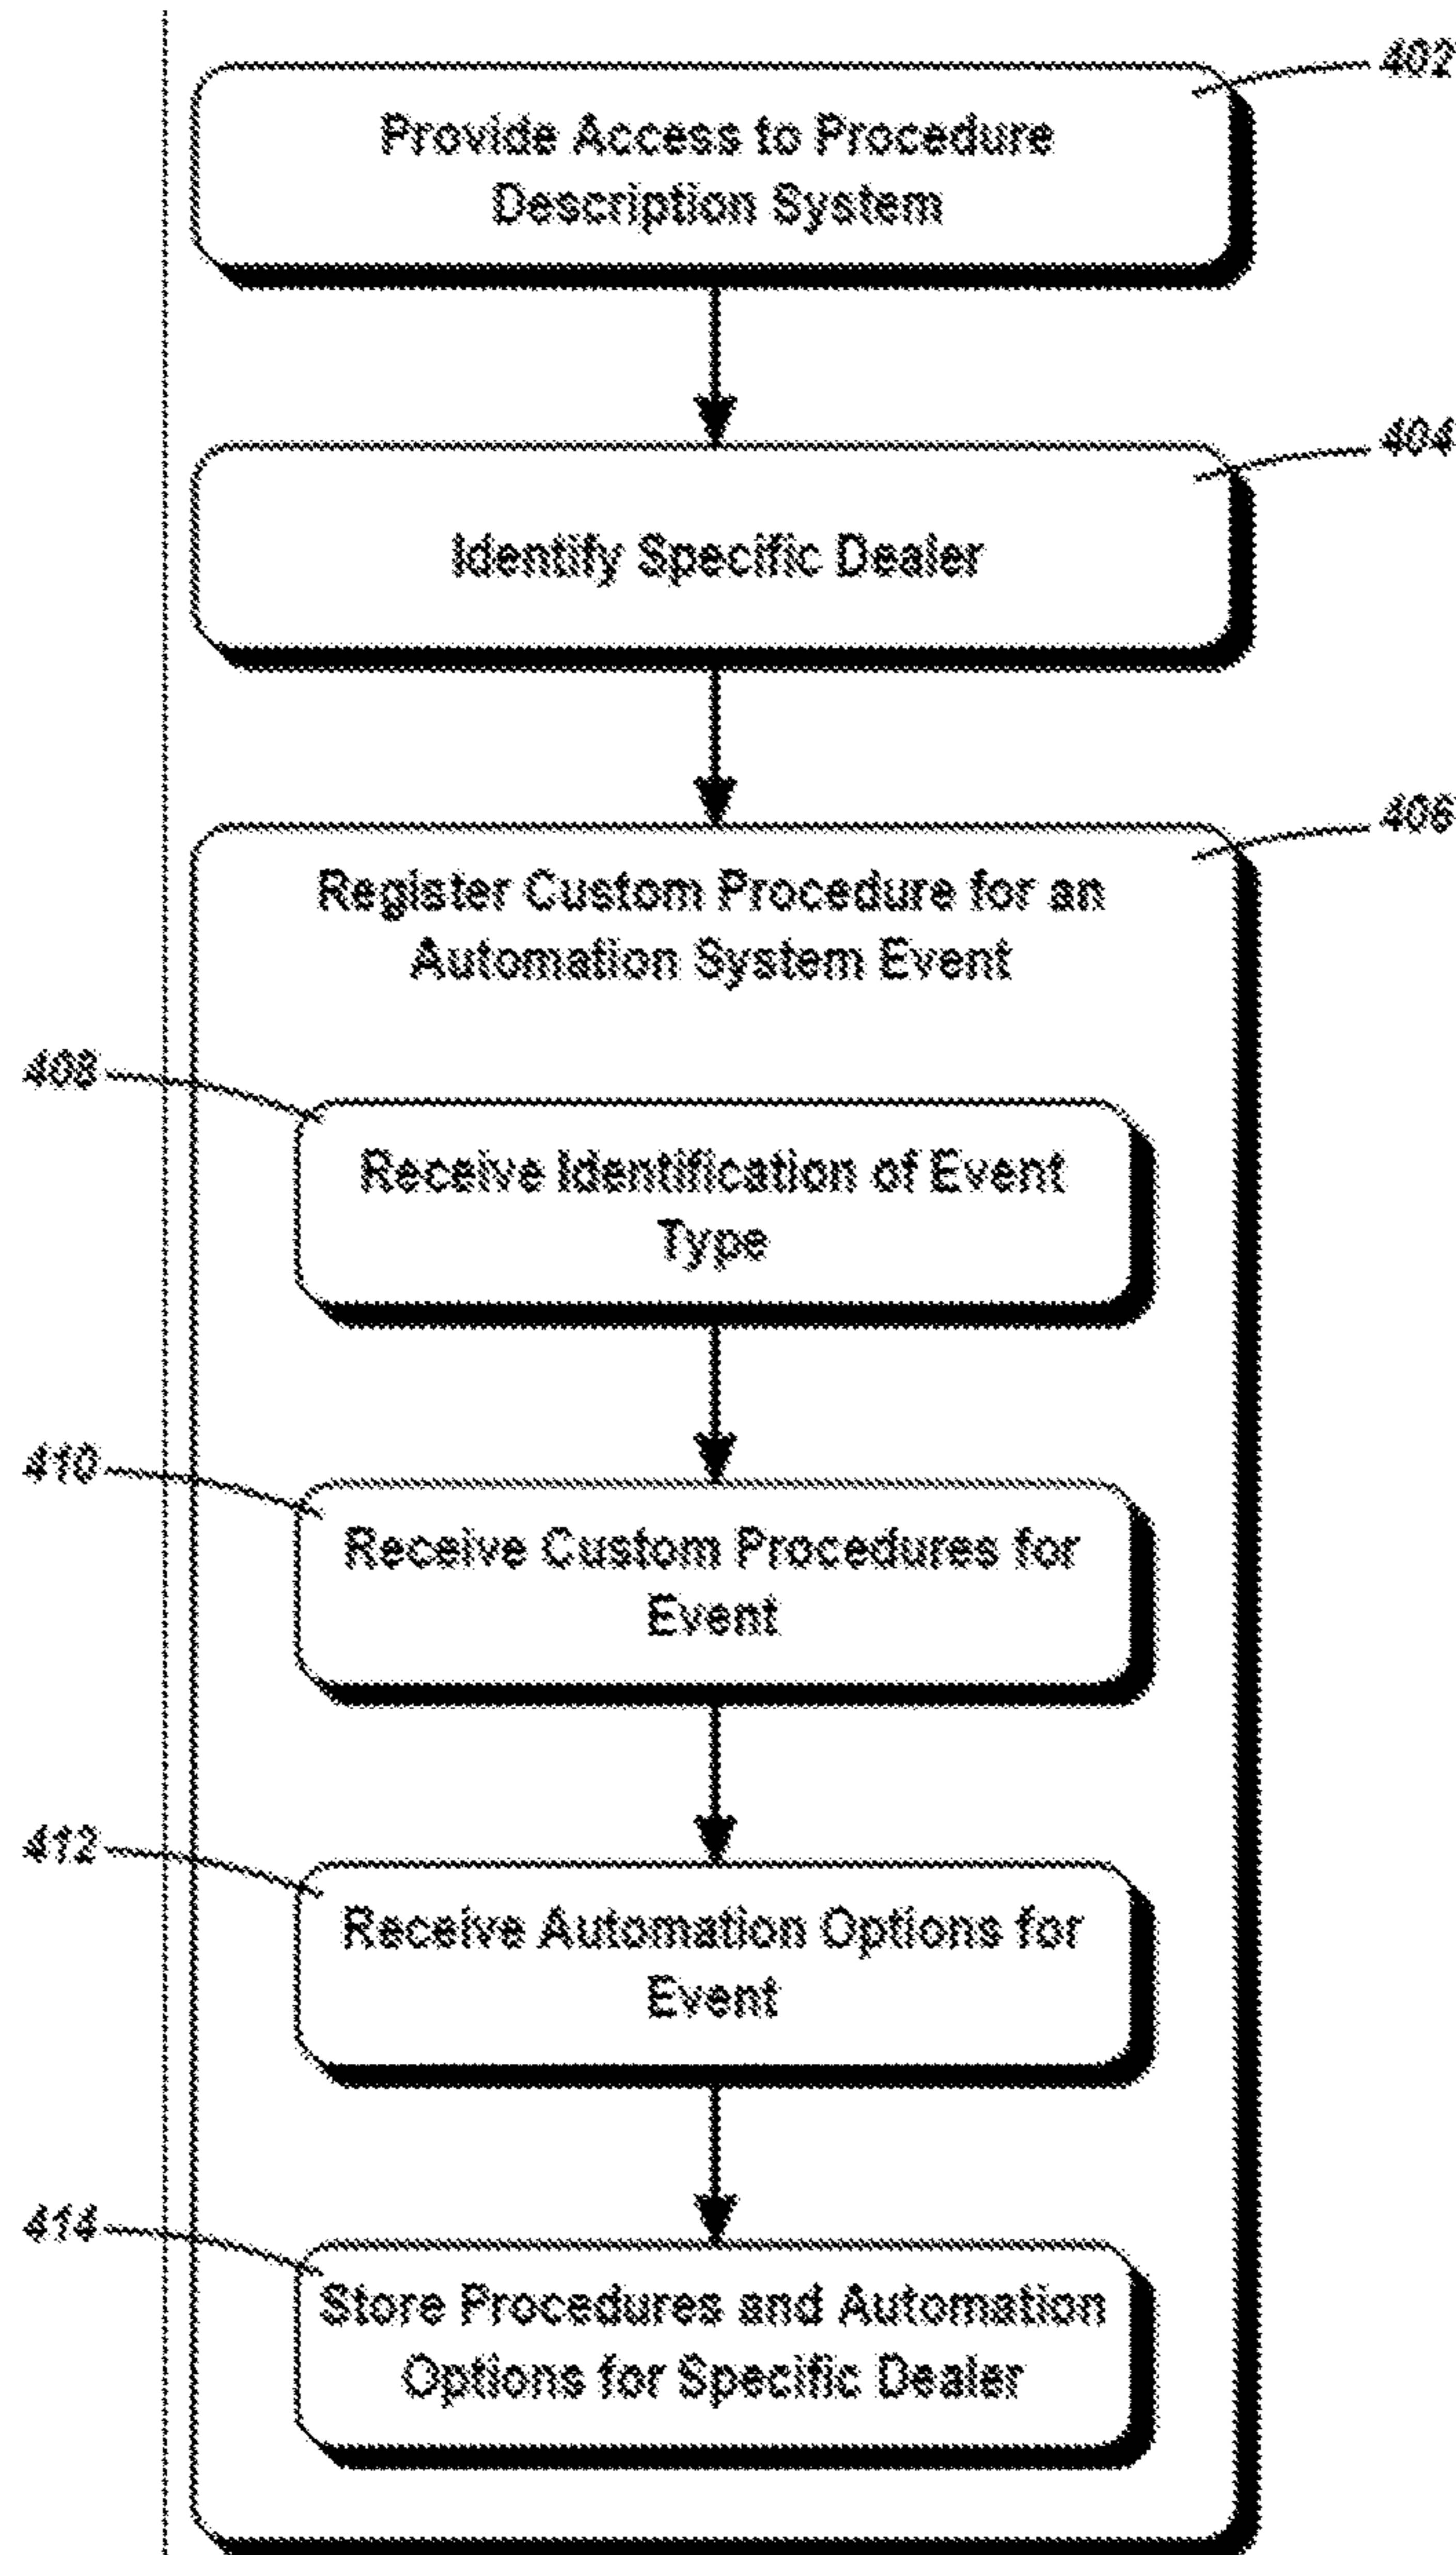 402
Provide Access to Procedure
Description System
404
Identify Specific Dealer
406
Register Custom Procedure for an
Automation System Event
408
Receive Identification of Event
Type
410
Receive Custom Procedures for
Event
412
Receive Automation Options for
Event
414
Store Procedures and Automation
Options for Specific Dealer